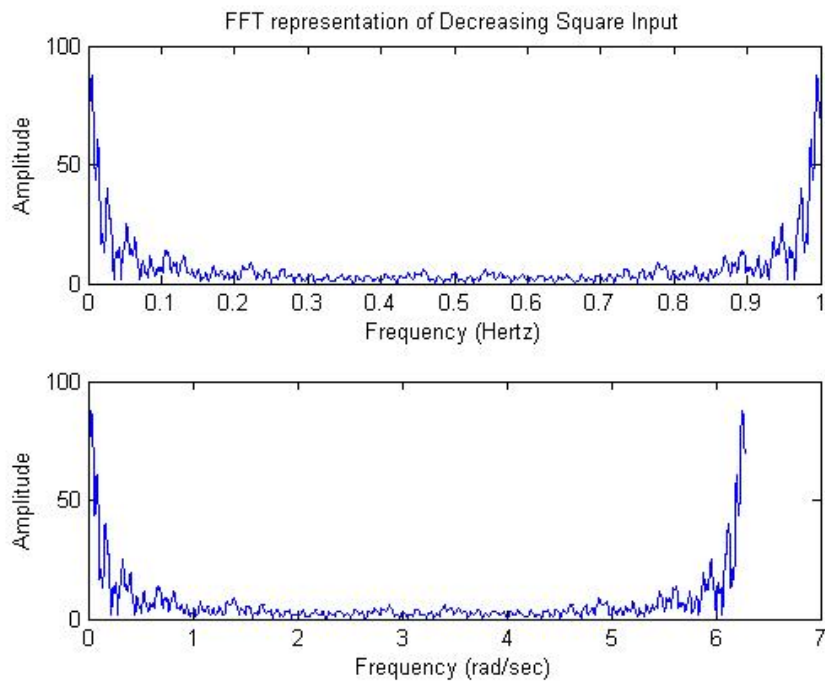 FFT representation of Decreasing Square Input
100
50
0
Amplitude
0 0.1 0.2 0.3 0.4 0.5 0.6 0.7 0.8 0.9 1
Frequency (Hertz)
100
50
0
Amplitude
0 1 2 3 4 5 6 7
Frequency (rad/sec)